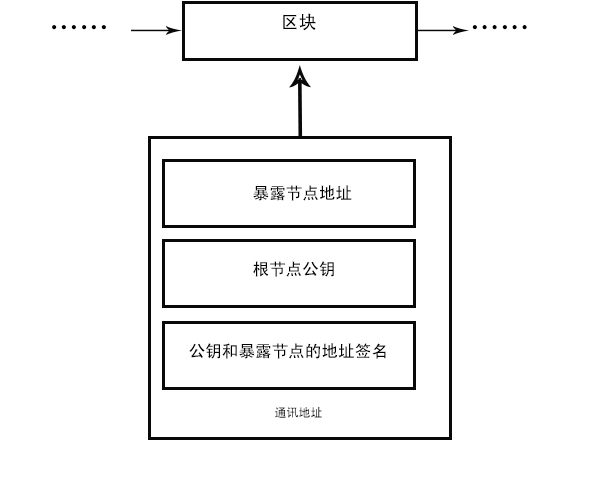 …… 区块 ……
暴露节点地址
根节点公钥
公钥和暴露节点的地址签名
通讯地址